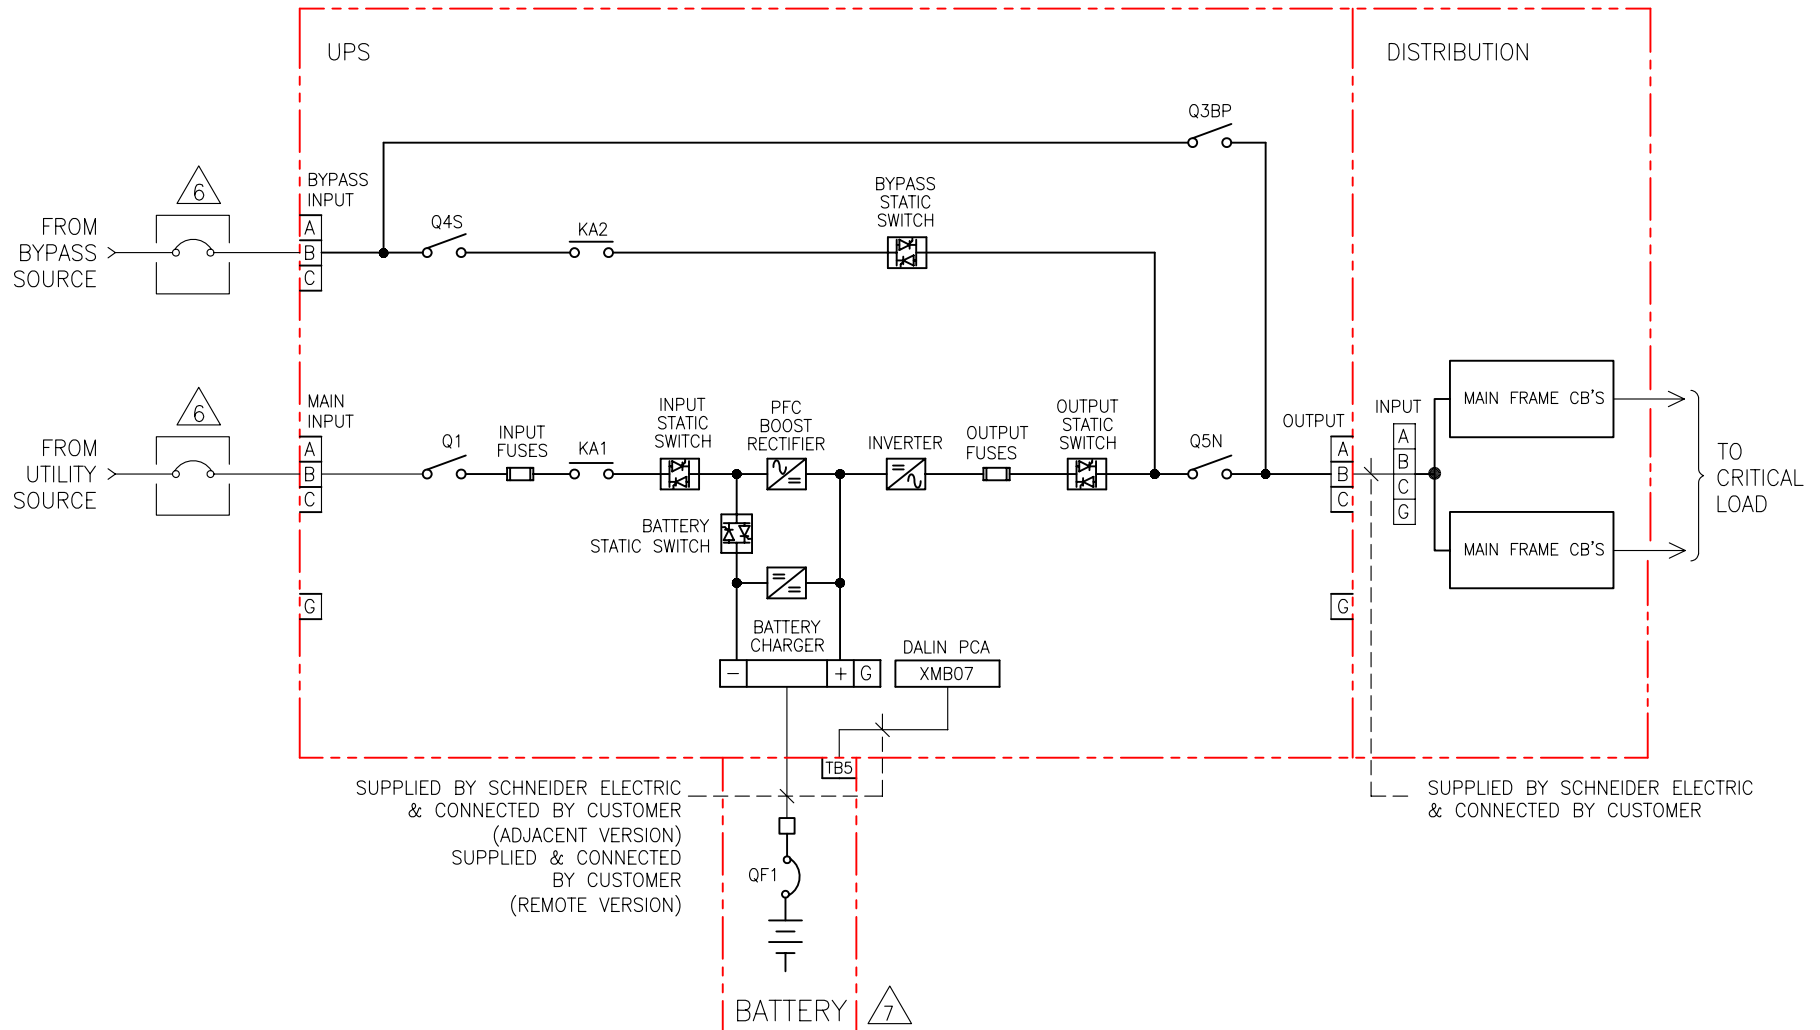 UPS
DISTRIBUTION
Q3BP
6
BYPASS
INPUT
A
B
C
FROM
BYPASS
SOURCE
Q4S
KA2
BYPASS
STATIC
SWITCH
6
MAIN
INPUT
A
B
C
FROM
UTILITY
SOURCE
Q1
INPUT
FUSES
KA1
INPUT
STATIC
SWITCH
PFC
BOOST
RECTIFIER
INVERTER
OUTPUT
FUSES
OUTPUT
STATIC
SWITCH
Q5N
OUTPUT
A
B
C
INPUT
A
B
C
G
MAIN FRAME CB'S
MAIN FRAME CB'S
TO
CRITICAL
LOAD
BATTERY
STATIC SWITCH
G
G
BATTERY
CHARGER
− + G
DALIN PCA
XMB07
TB5
SUPPLIED BY SCHNEIDER ELECTRIC
& CONNECTED BY CUSTOMER
(ADJACENT VERSION)
SUPPLIED & CONNECTED
BY CUSTOMER
(REMOTE VERSION)
SUPPLIED BY SCHNEIDER ELECTRIC
& CONNECTED BY CUSTOMER
QF1
BATTERY
7